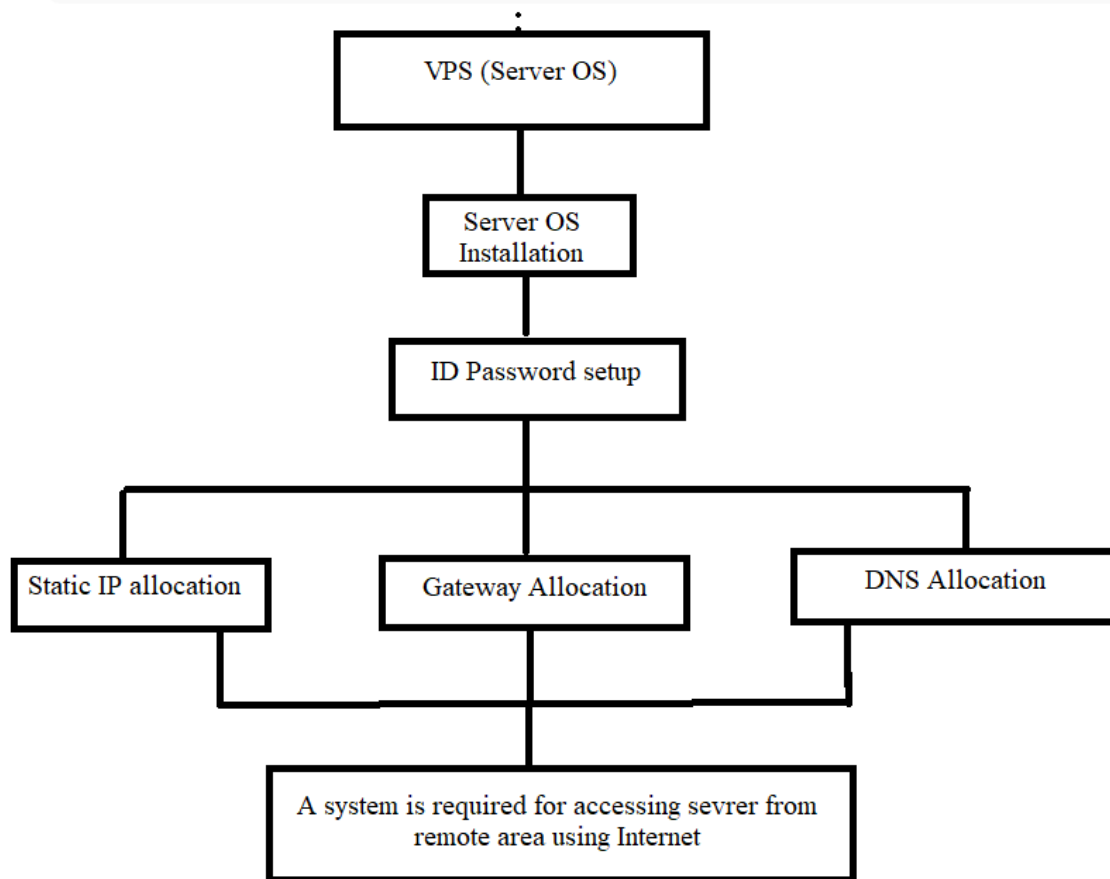 VPS (Server OS)
Server OS
Installation
ID Password setup
Static IP allocation
Gateway Allocation
DNS Allocation
A system is required for accessing sevrer from
remote area using Internet